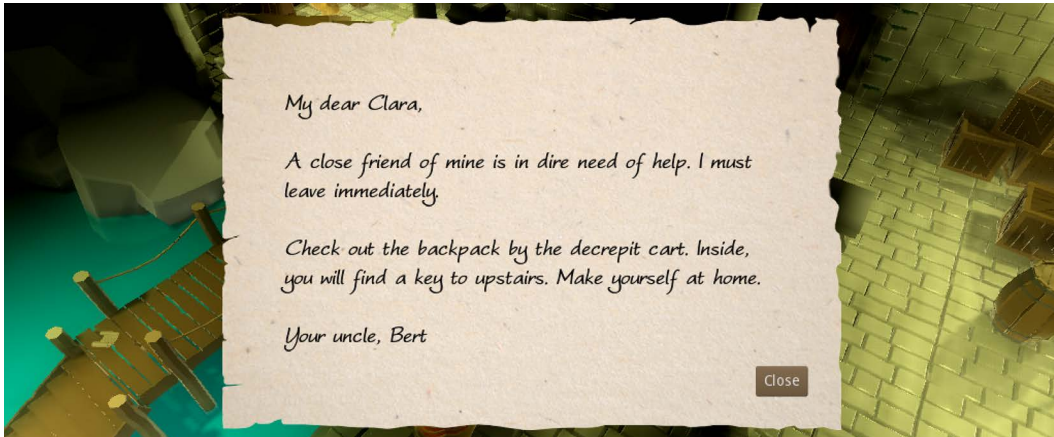 My dear Clara,
A close friend of mine is in dire need of help. I must
leave immediately.
Check out the backpack by the decrepit cart. Inside,
you will find a key to upstairs. Make yourself at home.
Your uncle, Bert
Close